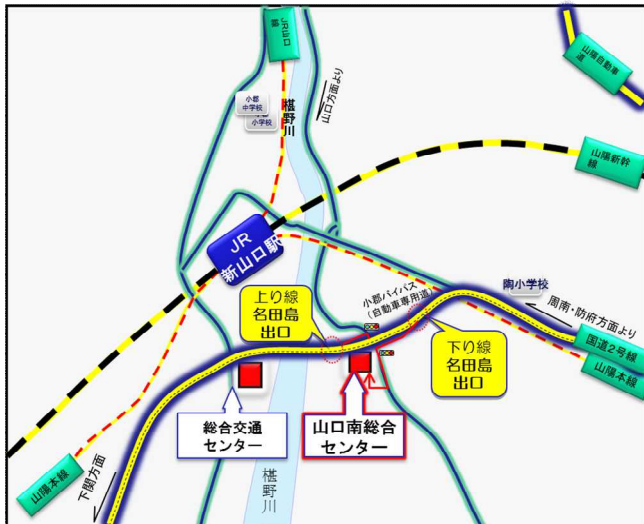 JR山口
線
小郡
中学校
小学校
椹野川
山口方面より
山陽自動車
道
山陽新幹
線
JR
新山口駅
小郡バイパス
(自動車専用道)
陶小学校
周南・防府方面より
上り線
名田島
出口
下り線
名田島
出口
国道2号線
山陽本線
総合交通
センター
山口南総合
センター
山陽本線
下関方面
椹野川